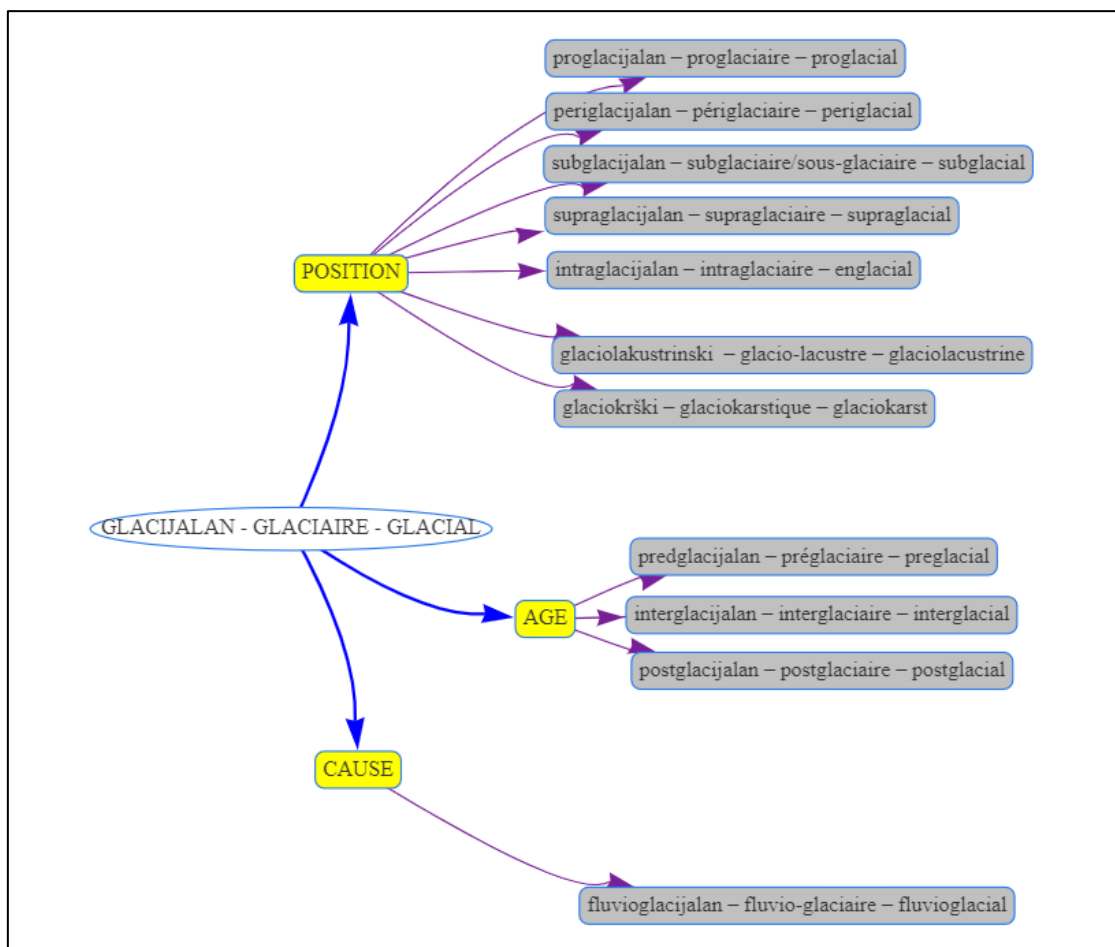 proglacijalan – proglaciaire – proglacial
periglacijalan – périglaciaire – periglacial
subglacijalan – subglaciaire/sous-glaciaire – subglacial
supraglacijalan – supraglaciaire – supraglacial
POSITION
intraglacijalan – intraglaciaire – englacial
glaciolakustrinski – glacio-lacustre – glaciolacustrine
glaciokrški – glaciokarstique – glaciokarst
GLACIJALAN - GLACIAIRE - GLACIAL
predglacijalan – préglaciaire – preglacial
AGE
interglacijalan – interglaciaire – interglacial
postglacijalan – postglaciaire – postglacial
CAUSE
fluvioglacijalan – fluvio-glaciaire – fluvioglacial